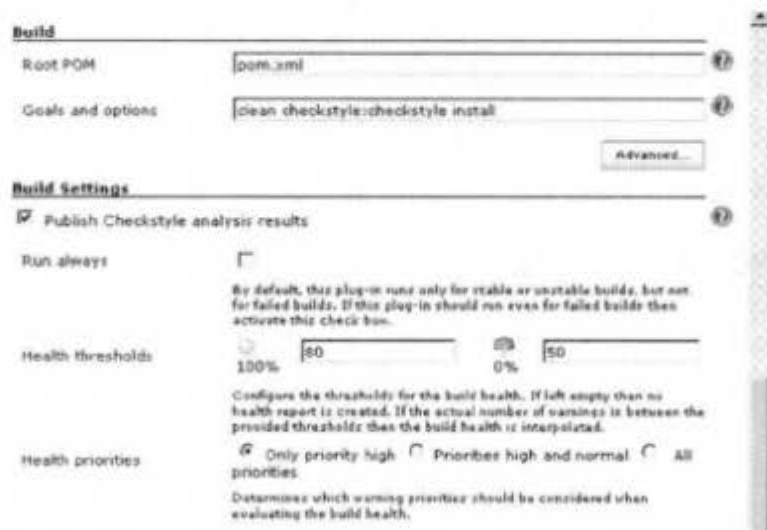 Build
Root POM
pom.xml
Goals and options
clean checkstyle:checkstyle install
Advanced...
Build Settings
Publish Checkstyle analysis results
Run always
By default, this plug-in runs only for stable or unstable builds, but not
for failed builds. If this plug-in should run even for failed builds then
activate this check box.
Health thresholds
100%
80
0%
50
Configure the thresholds for the build health. If left empty than no
health report is created. If the actual number of warnings is between the
provided thresholds then the build health is interpolated.
Health priorities
Only priority high
Priorities high and normal
All
priorities
Determines which warning priorities should be considered when
evaluating the build health.